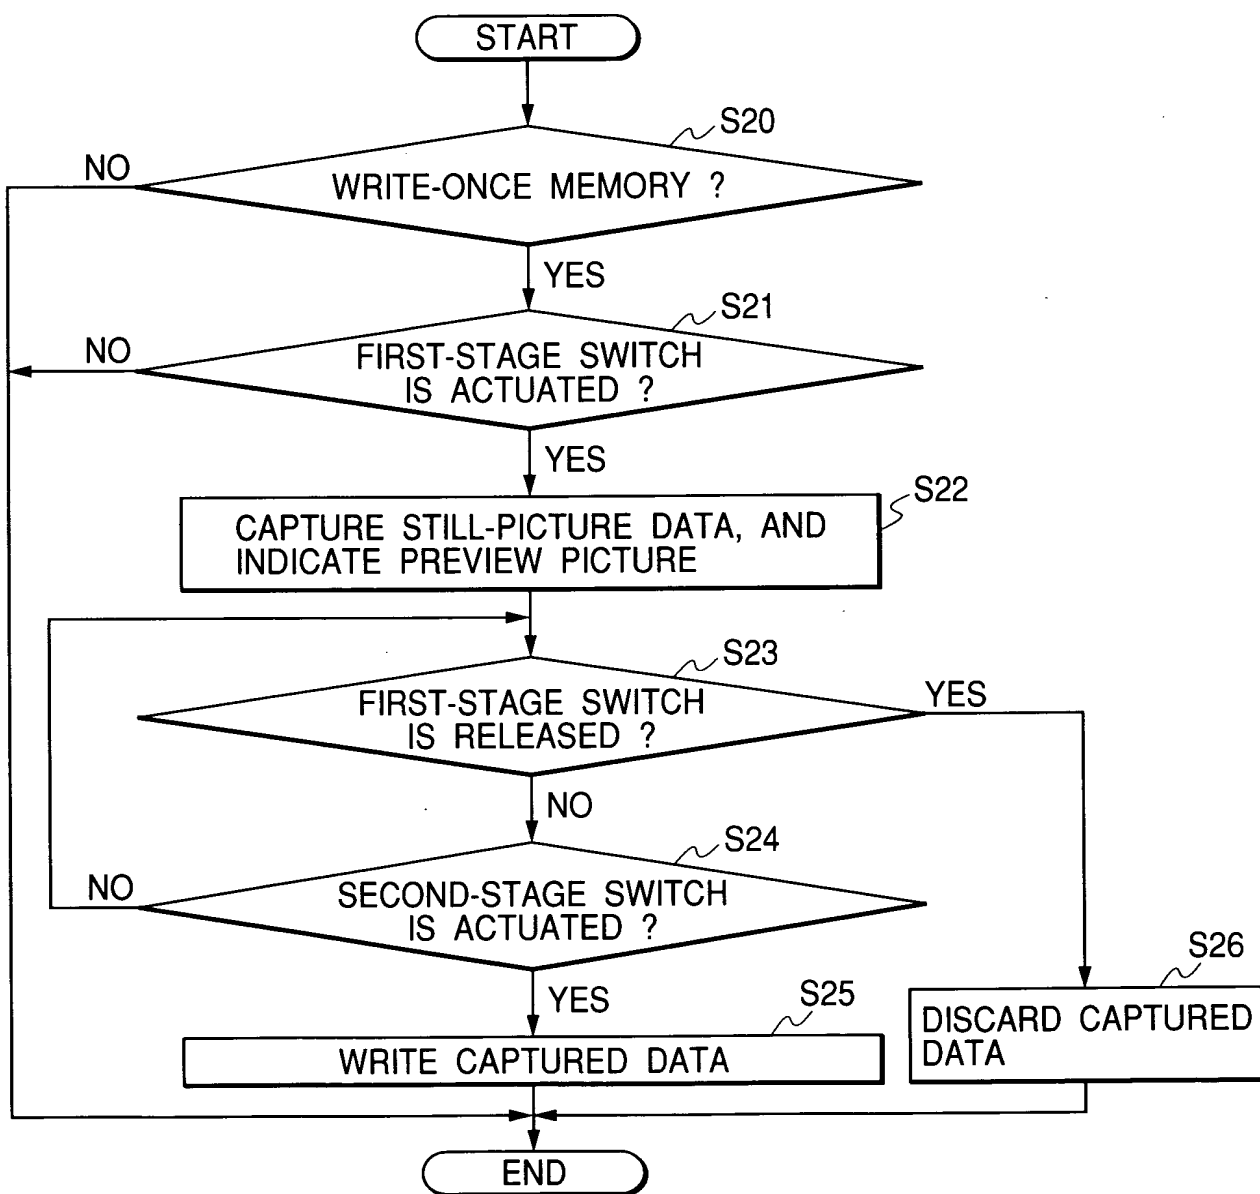 START
S20
NO
WRITE-ONCE MEMORY ?
YES
S21
NO
FIRST-STAGE SWITCH
IS ACTUATED ?
YES
S22
CAPTURE STILL-PICTURE DATA, AND
INDICATE PREVIEW PICTURE
S23
FIRST-STAGE SWITCH
IS RELEASED ?
YES
NO
S24
NO
SECOND-STAGE SWITCH
IS ACTUATED ?
YES
S25
WRITE CAPTURED DATA
S26
DISCARD CAPTURED
DATA
END